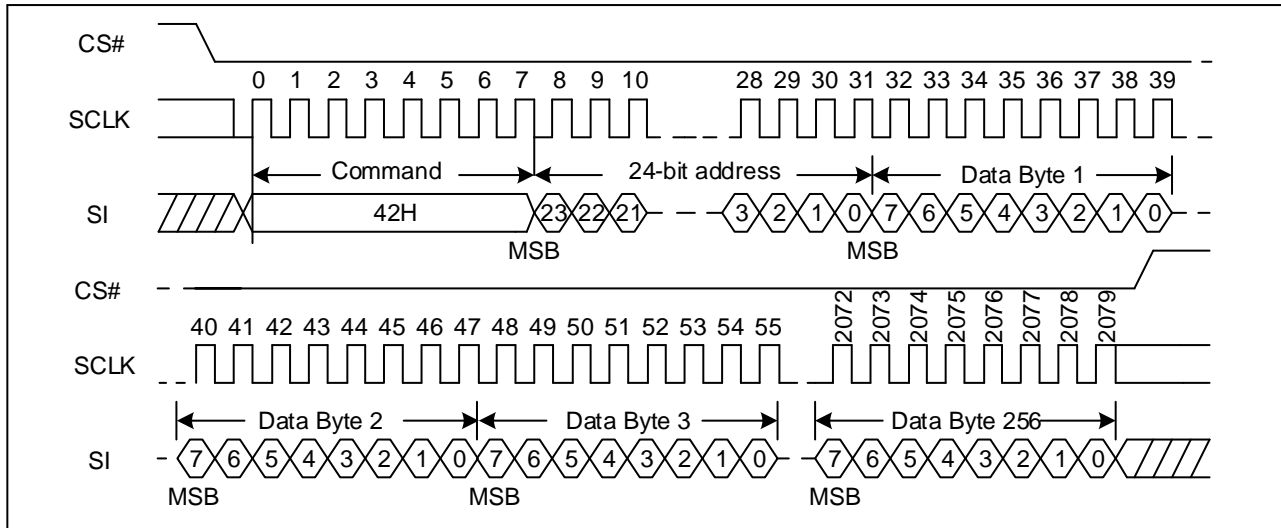 CS#
0 1 2 3 4 5 6 7 8 9 10 28 29 30 31 32 33 34 35 36 37 38 39
SCLK
Command 24-bit address Data Byte 1
SI 42H 23 22 21 3 2 1 0 7 6 5 4 3 2 1 0
MSB MSB
CS#
40 41 42 43 44 45 46 47 48 49 50 51 52 53 54 55 2072 2073 2074 2075 2076 2077 2078 2079
SCLK
Data Byte 2 Data Byte 3 Data Byte 256
SI 7 6 5 4 3 2 1 0 7 6 5 4 3 2 1 0 7 6 5 4 3 2 1 0
MSB MSB MSB